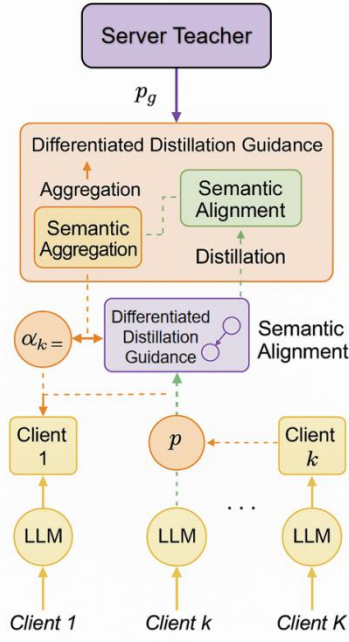 Server Teacher
p_g
Differentiated Distillation Guidance
Aggregation
Semantic
Aggregation
Semantic
Alignment
Distillation
α_k =
Differentiated
Distillation
Guidance
Semantic
Alignment
Client
1
p
Client
k
. . .
LLM
LLM
LLM
Client 1
Client k
Client K